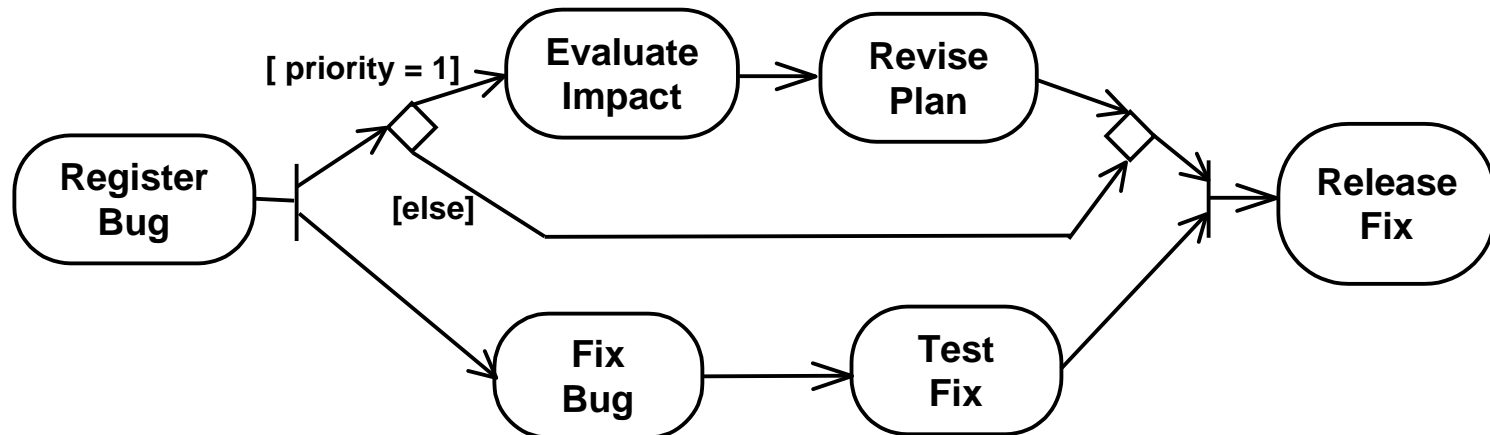 [ priority = 1]
Evaluate
Impact
Revise
Plan
Register
Bug
[else]
Release
Fix
Fix
Bug
Test
Fix